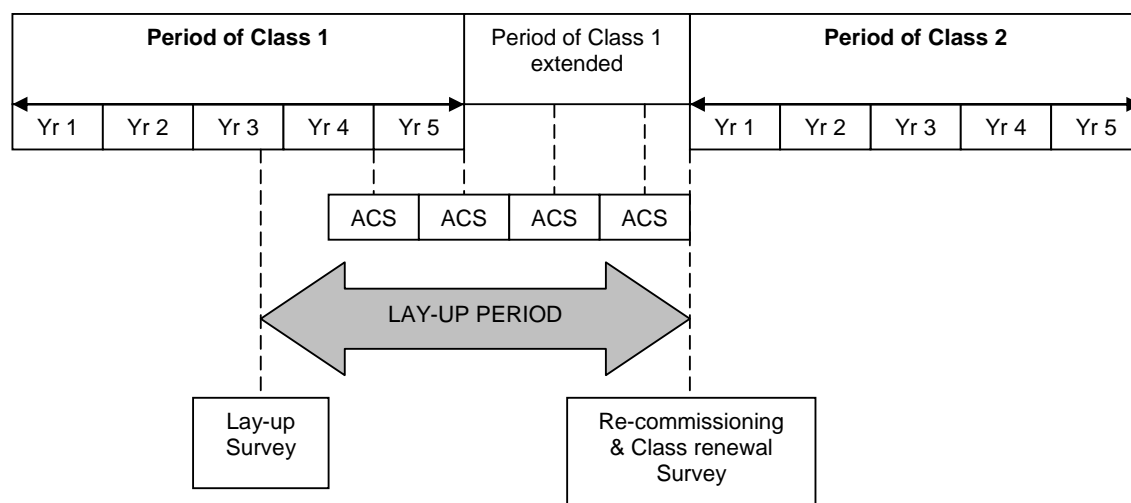 Period of Class 1
Period of Class 1
extended
Period of Class 2
Yr 1 Yr 2 Yr 3 Yr 4 Yr 5
Yr 1 Yr 2 Yr 3 Yr 4 Yr 5
ACS ACS ACS ACS
LAY-UP PERIOD
Lay-up
Survey
Re-commissioning
& Class renewal
Survey